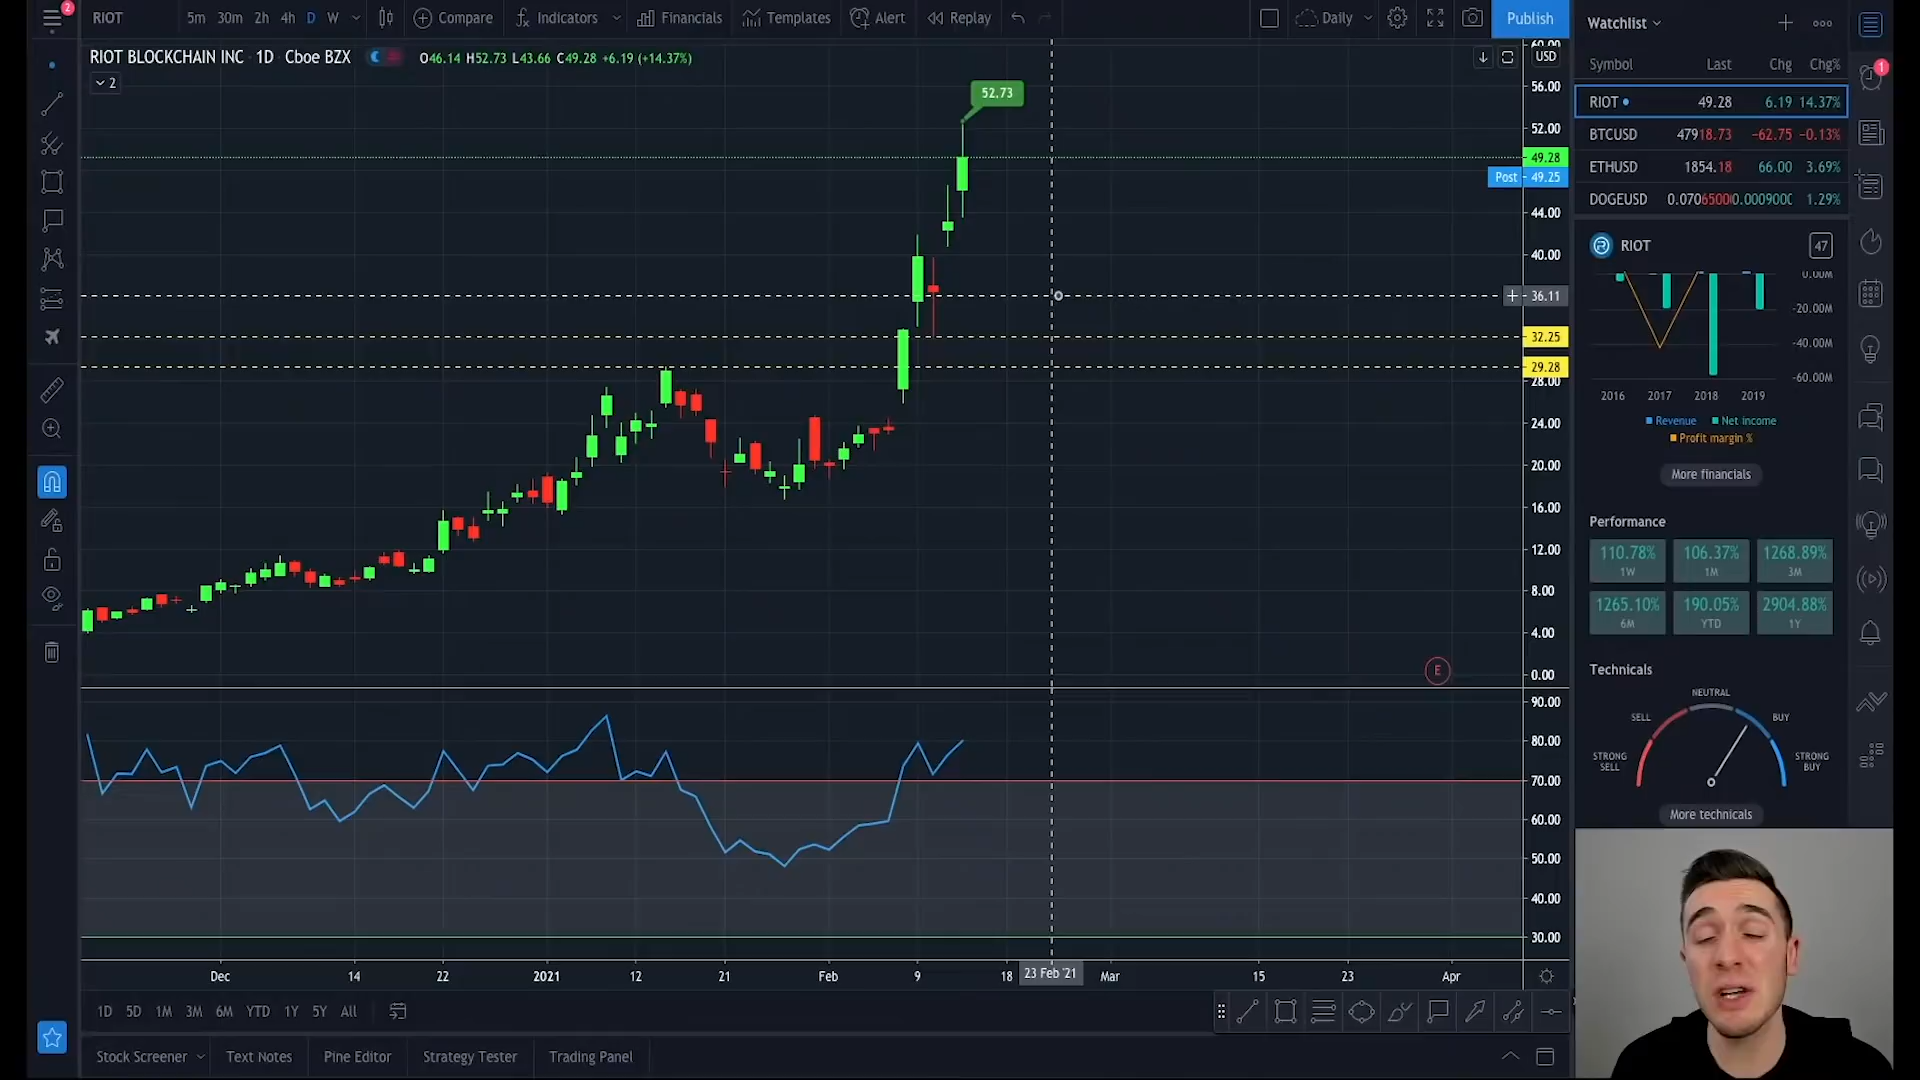 2
RIOT 5m 30m 2h 4h D W Compare Indicators Financials Templates Alert Replay Daily Publish
RIOT BLOCKCHAIN INC · 1D · Cboe BZX O46.14 H52.73 L43.66 C49.28 +6.19 (+14.37%)
2
52.73
60.00
USD
56.00
52.00
49.28
Post 49.25
44.00
40.00
36.11
32.25
29.28
28.00
24.00
20.00
16.00
12.00
8.00
4.00
0.00
E
90.00
80.00
70.00
60.00
50.00
40.00
30.00
Dec 14 22 2021 12 21 Feb 9 18 23 Feb '21 Mar 15 23 Apr
1D 5D 1M 3M 6M YTD 1Y 5Y All
Stock Screener Text Notes Pine Editor Strategy Tester Trading Panel
Watchlist
1
Symbol Last Chg Chg%
RIOT 49.28 6.19 14.37%
BTCUSD 47918.73 −62.75 −0.13%
ETHUSD 1854.18 66.00 3.69%
DOGEUSD 0.0706500 0.000900 1.29%
RIOT 47
0.00M
-20.00M
-40.00M
-60.00M
2016 2017 2018 2019
Revenue Net income
Profit margin %
More financials
Performance
110.78% 106.37% 1268.89%
1W 1M 3M
1265.10% 190.05% 2904.88%
6M YTD 1Y
Technicals
NEUTRAL
SELL BUY
STRONG SELL STRONG BUY
More technicals